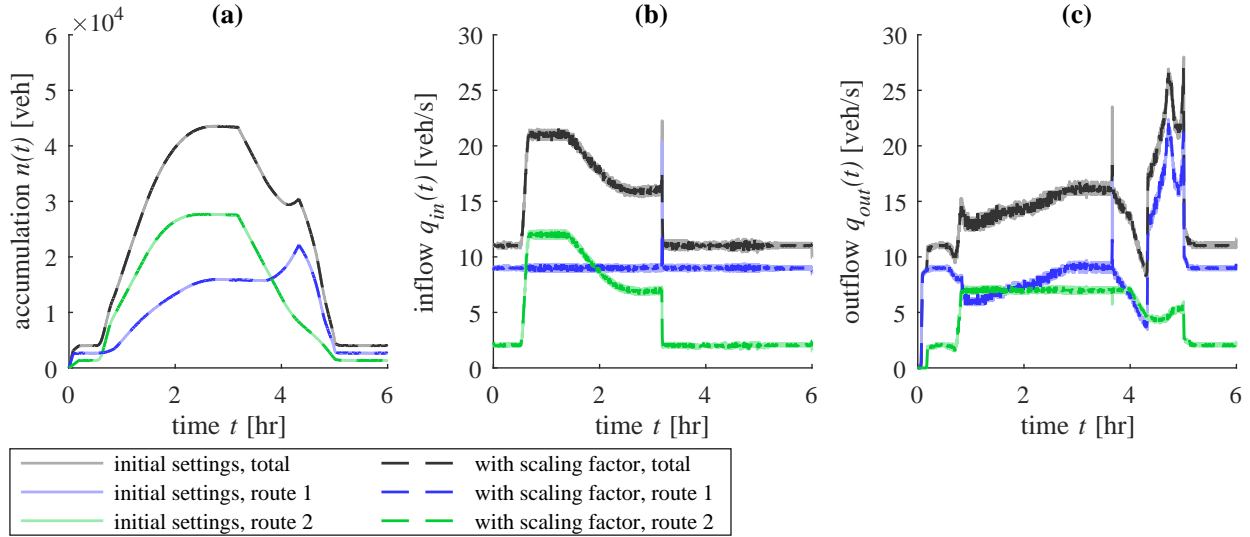 (a)
×10⁴
6
5
4
3
2
1
0
accumulation n(t) [veh]
0 2 4 6
time t [hr]
(b)
30
25
20
15
10
5
0
inflow q_in(t) [veh/s]
0 2 4 6
time t [hr]
(c)
30
25
20
15
10
5
0
outflow q_out(t) [veh/s]
0 2 4 6
time t [hr]
initial settings, total
initial settings, route 1
initial settings, route 2
with scaling factor, total
with scaling factor, route 1
with scaling factor, route 2